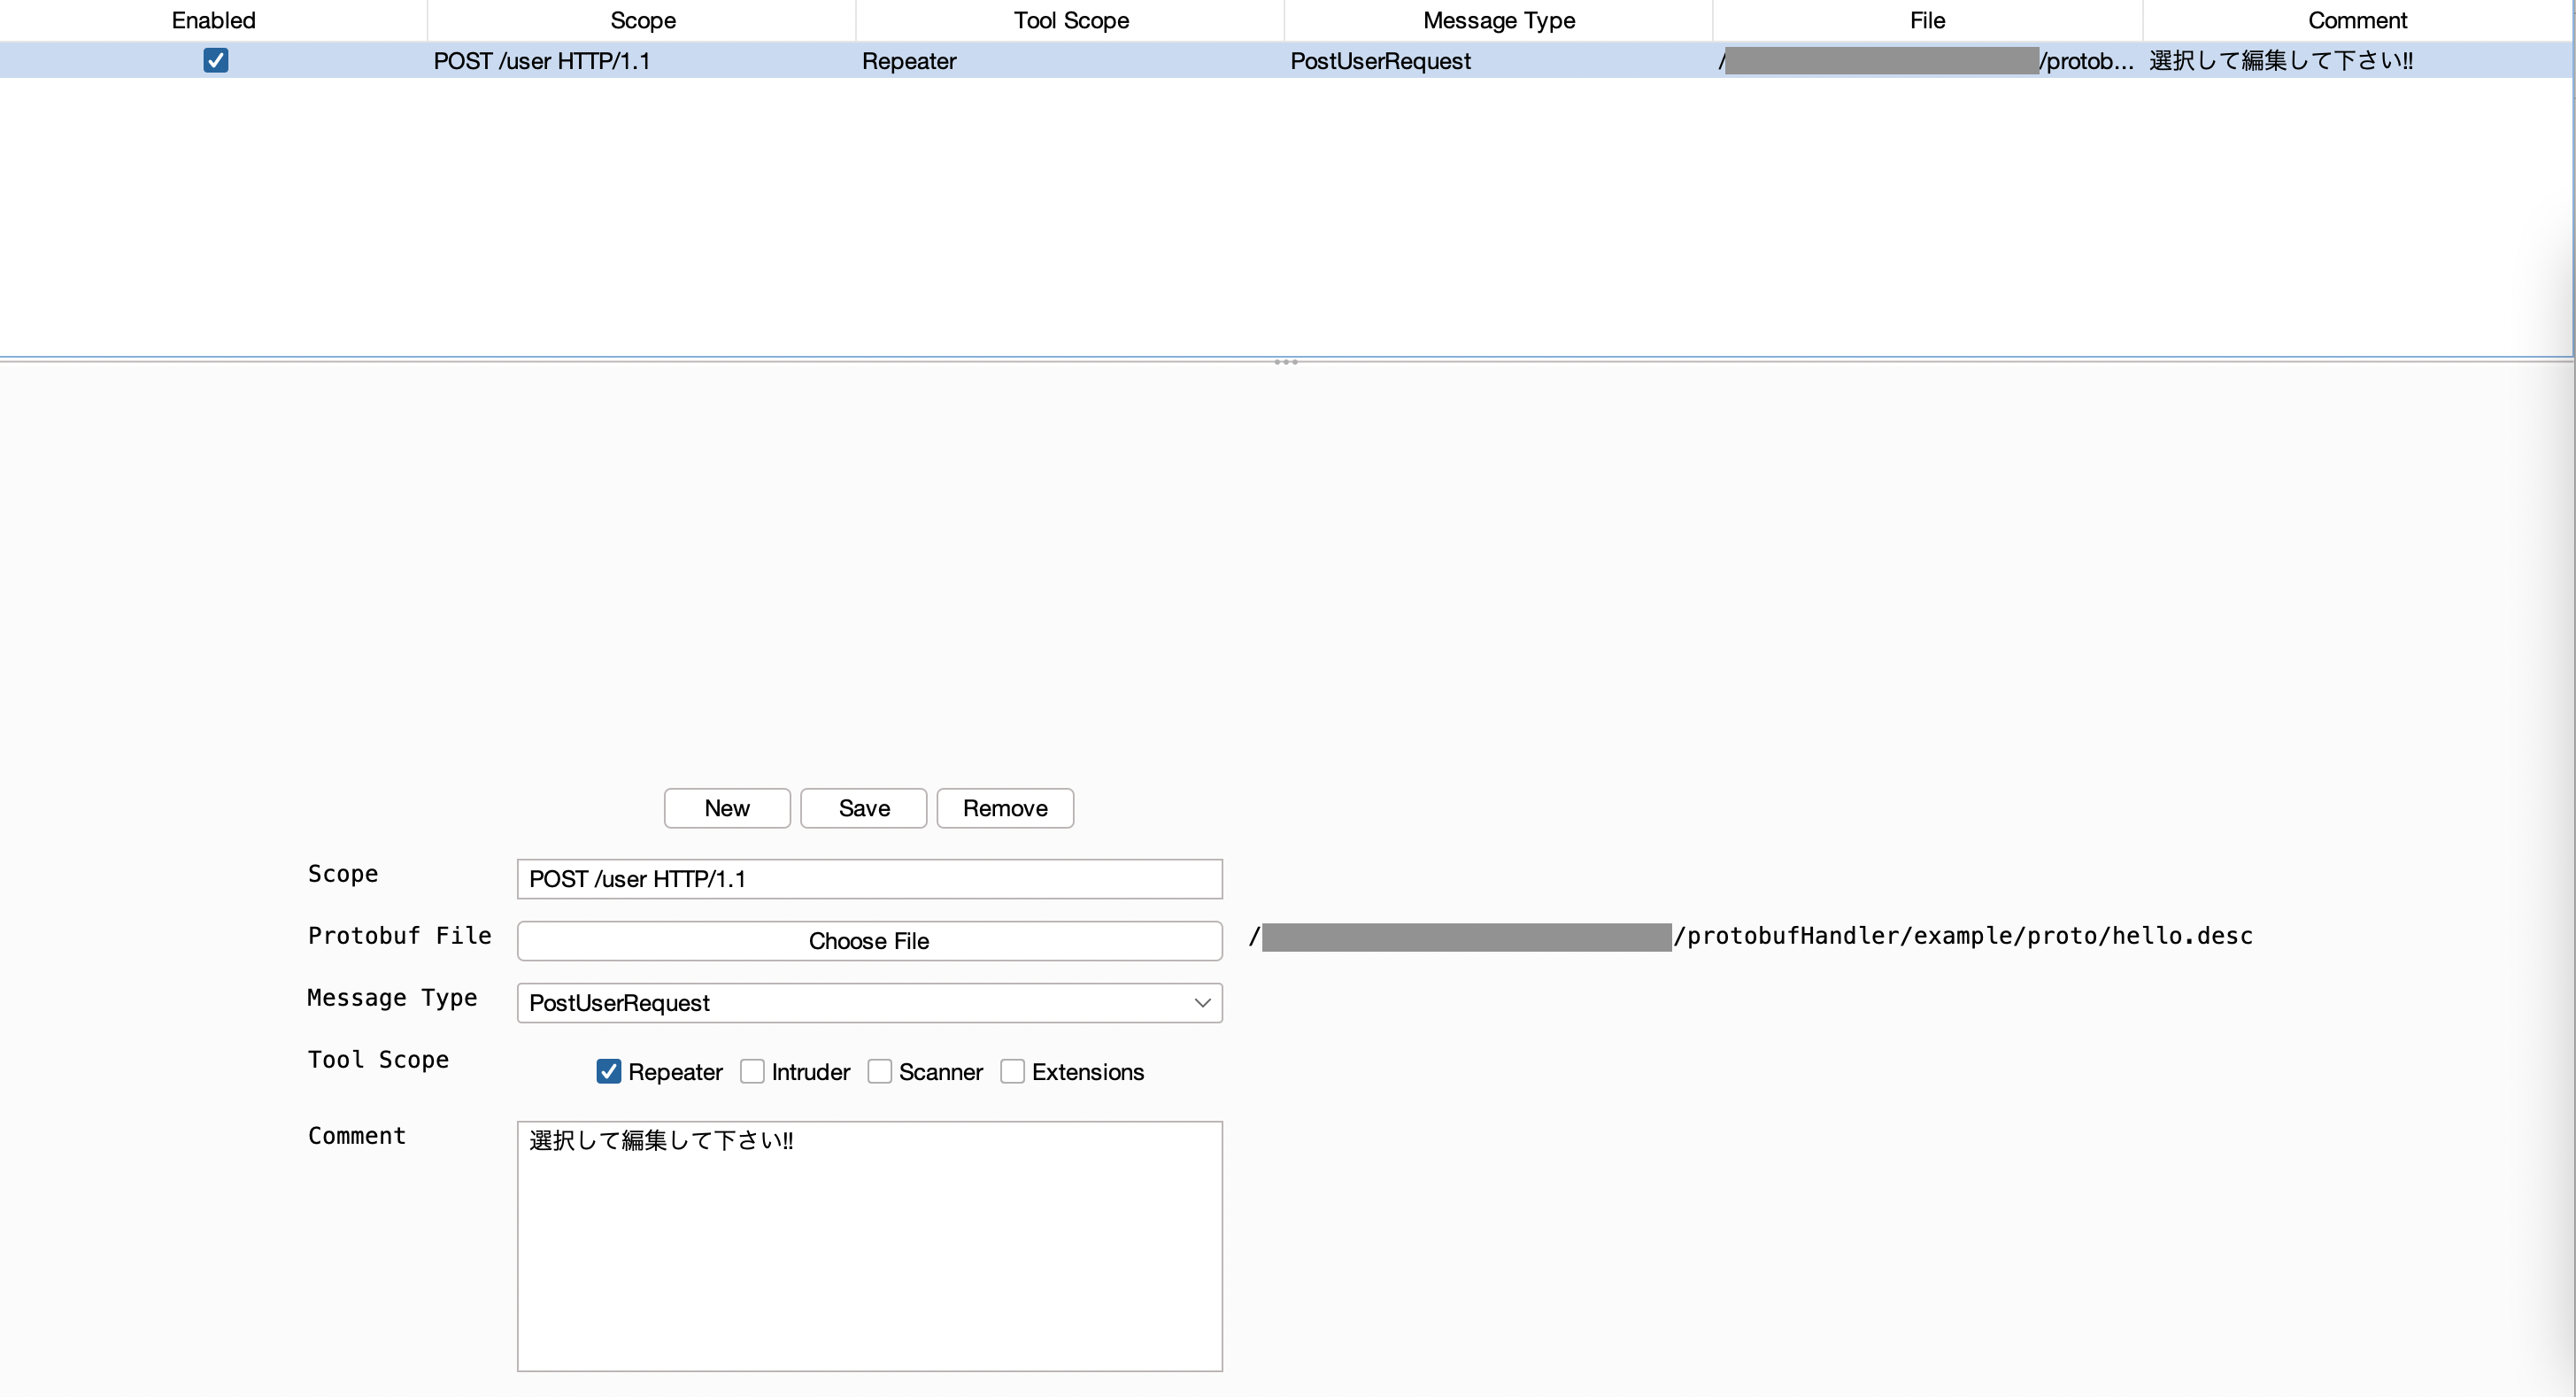 Enabled Scope Tool Scope Message Type File Comment
POST /user HTTP/1.1 Repeater PostUserRequest / /protob... 選択して編集して下さい!!
New Save Remove
Scope POST /user HTTP/1.1
Protobuf File Choose File / /protobufHandler/example/proto/hello.desc
Message Type PostUserRequest
Tool Scope Repeater Intruder Scanner Extensions
Comment 選択して編集して下さい!!